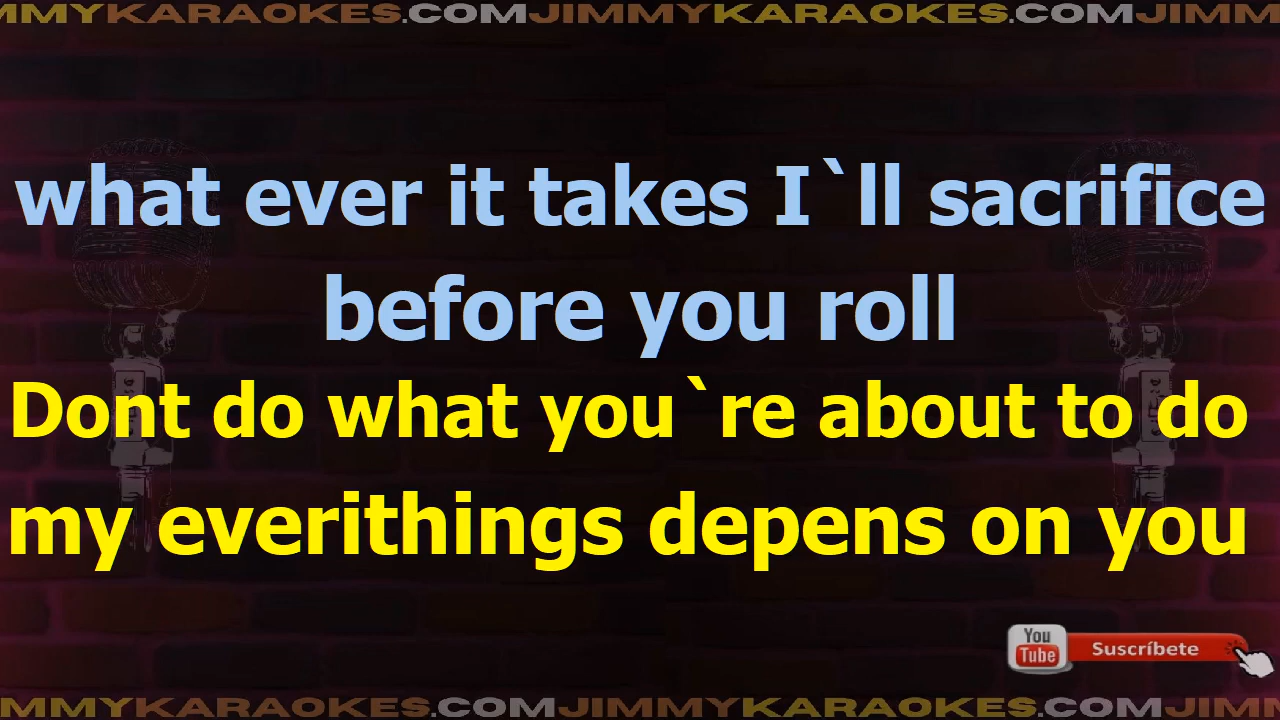 MMYKARAOKES.COMJIMMYKARAOKES.COMJIMM
what ever it takes I`ll sacrifice
before you roll
Dont do what you`re about to do
my everithings depens on you
You
Tube
Suscríbete
MMYKARAOKES.COMJIMMYKARAOKES.COMJIMM